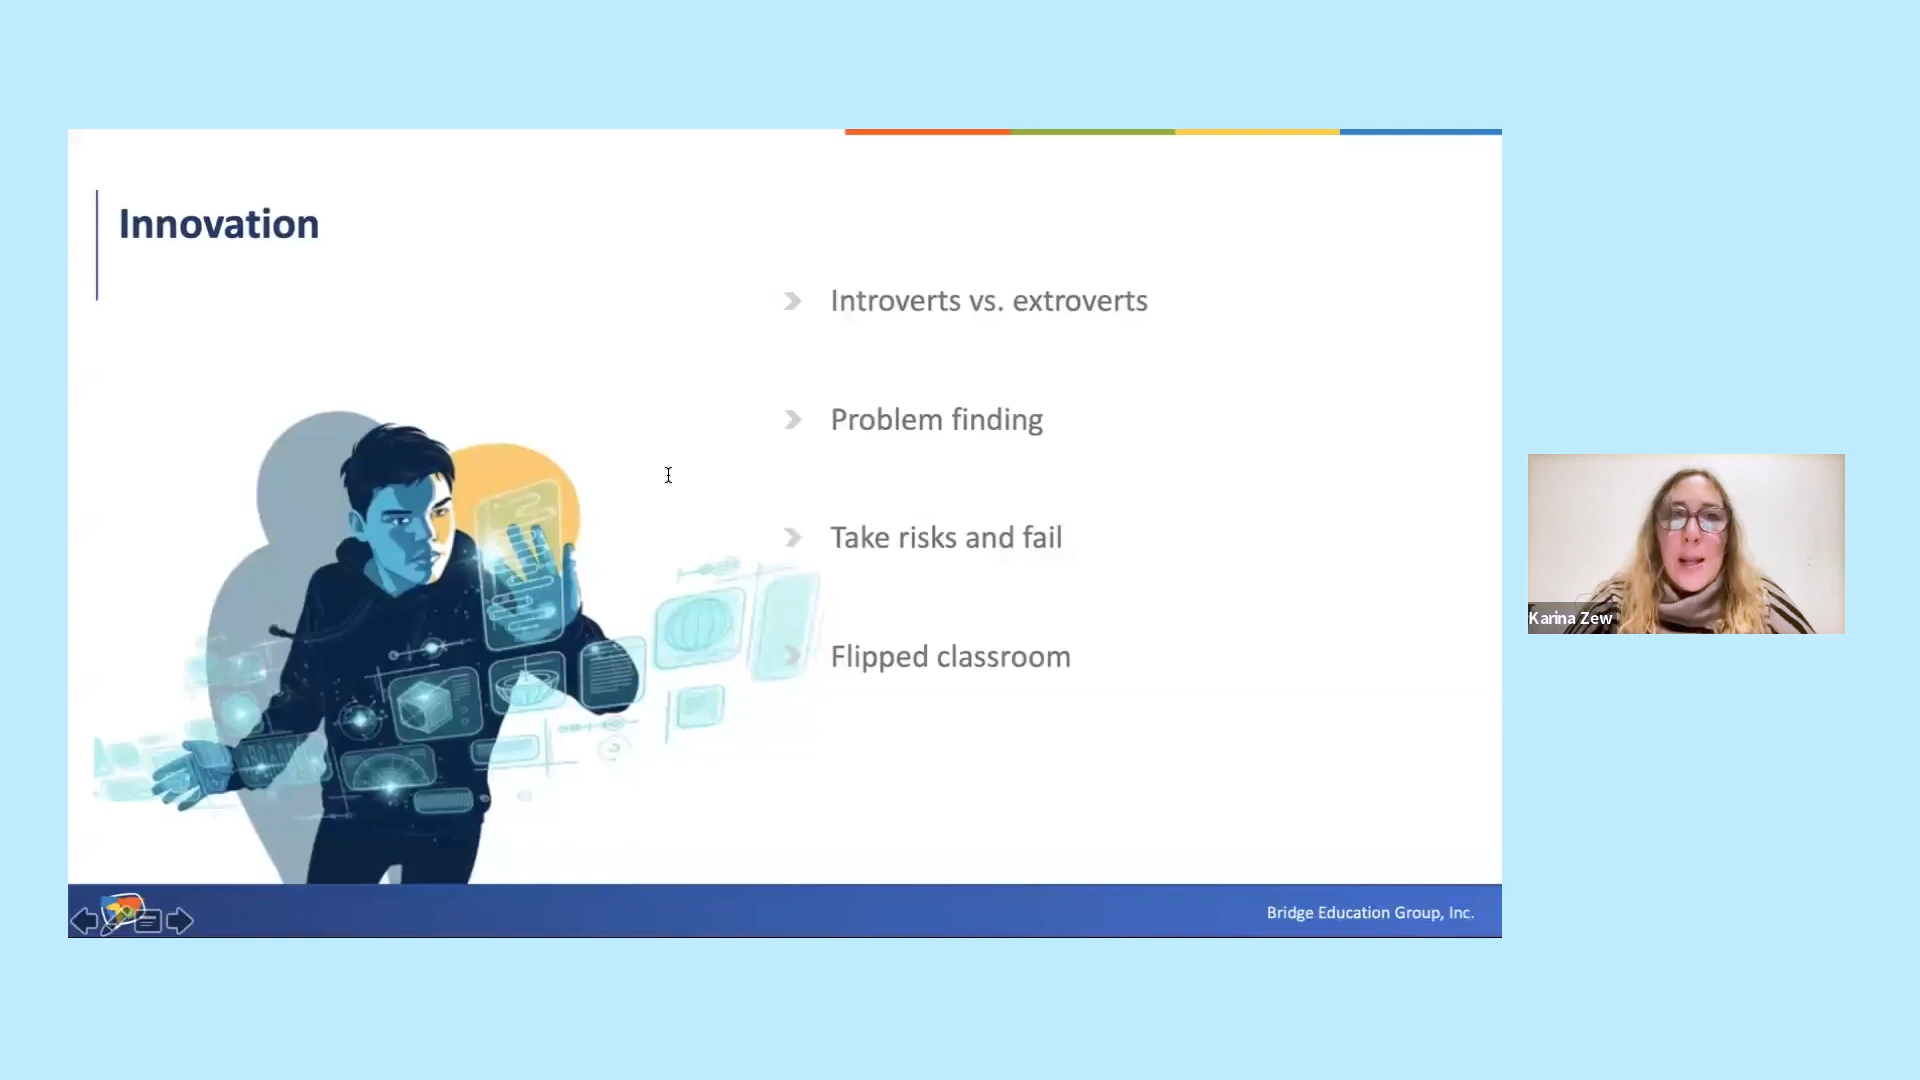 Innovation
Introverts vs. extroverts
Problem finding
Take risks and fail
Flipped classroom
Karina Zew
Bridge Education Group, Inc.